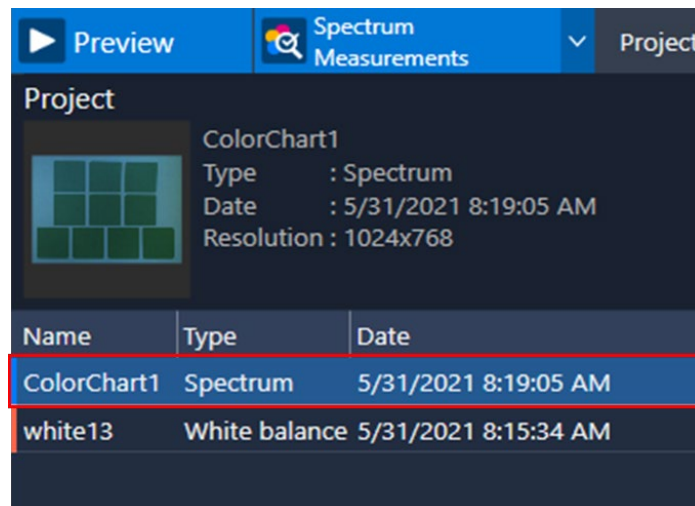 Preview
Spectrum
Measurements
Project
Project
ColorChart1
Type : Spectrum
Date : 5/31/2021 8:19:05 AM
Resolution : 1024x768
Name Type Date
ColorChart1 Spectrum 5/31/2021 8:19:05 AM
white13 White balance 5/31/2021 8:15:34 AM